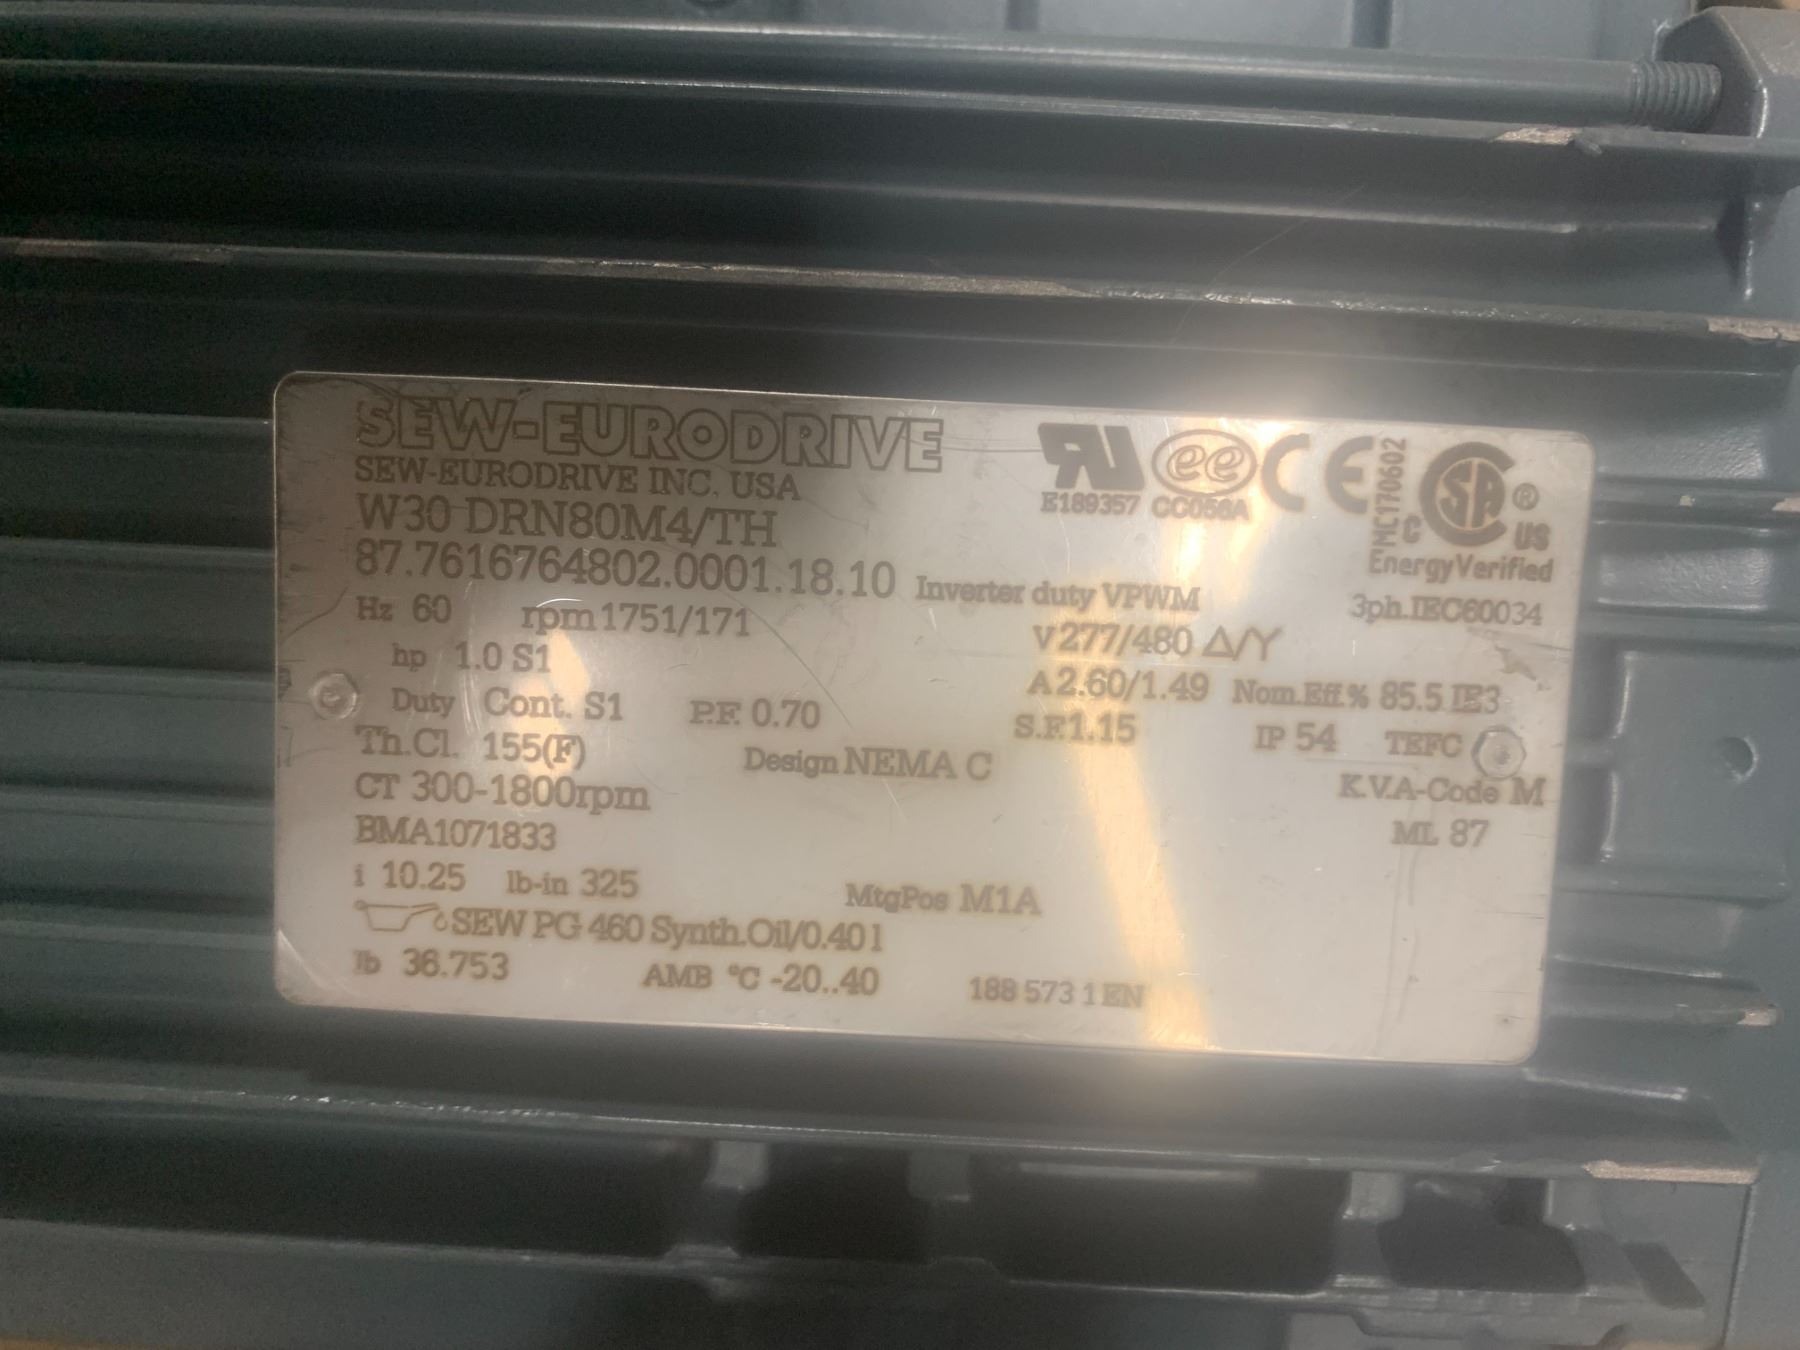 SEW-EURODRIVE
SEW-EURODRIVE INC, USA
E189357 CC056A
CE
EMC170602
CSA ® C US
EnergyVerified
W30 DRN80M4/TH
87.7616764802.0001.18.10 Inverter duty VPWM 3ph.IEC60034
Hz 60 rpm 1751/171 V 277/480 Δ/Y
hp 1.0 S1 A 2.60/1.49 Nom.Eff.% 85.5 IE3
Duty Cont. S1 P.F. 0.70 S.F.1.15 IP 54 TEFC
Th.Cl. 155(F) Design NEMA C K.V.A-Code M
CT 300-1800rpm ML 87
BMA1071833
i 10.25 lb-in 325 MtgPos M1A
SEW PG 460 Synth.Oil/0.40 l
lb 36.753 AMB °C -20..40 188 573 1 EN